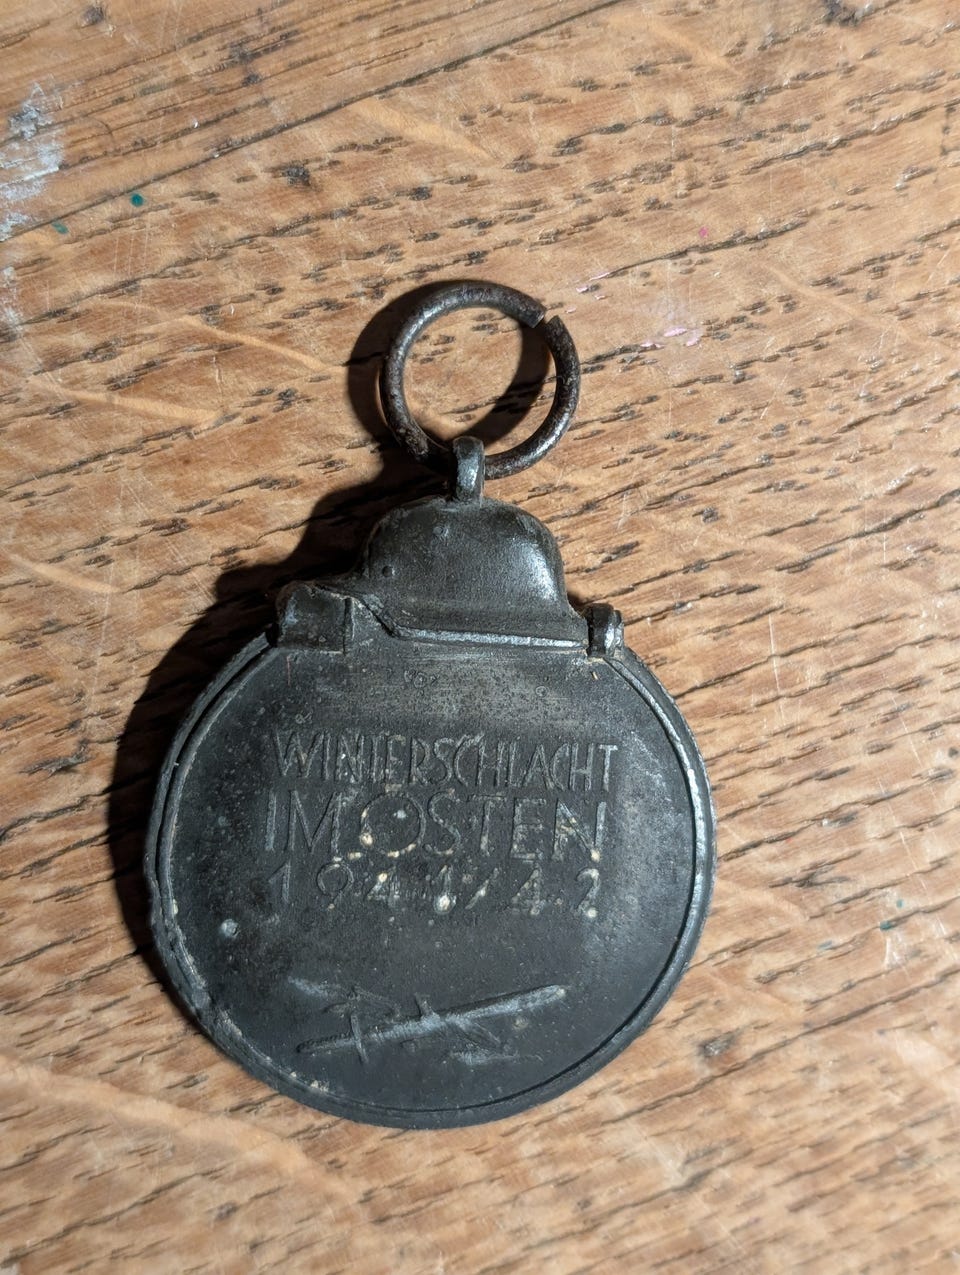 WINTERSCHLACHT
IM OSTEN
1941/42